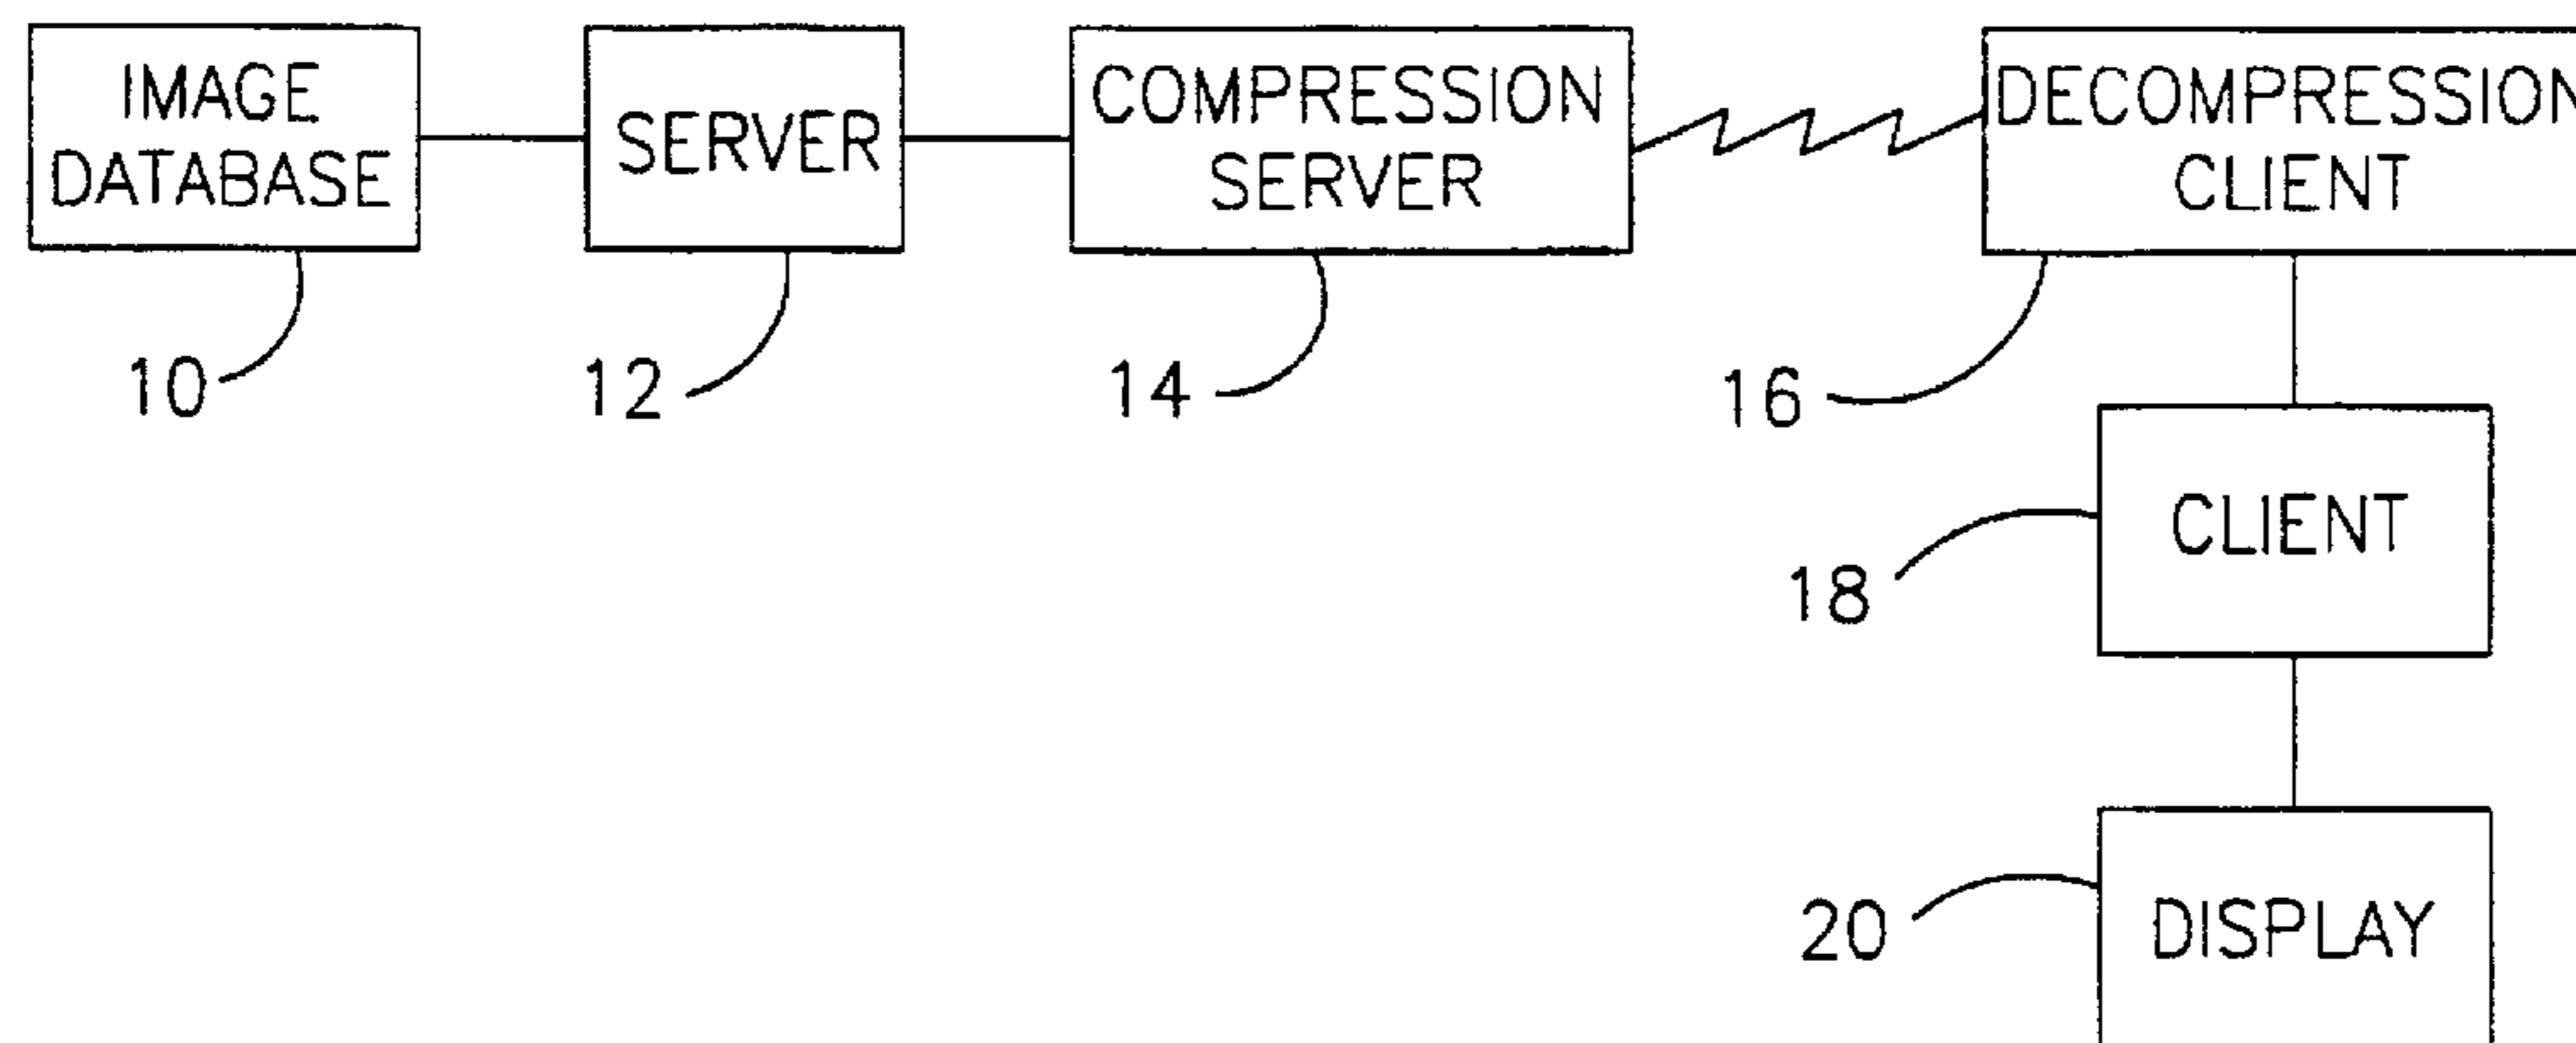 IMAGE
DATABASE
SERVER
COMPRESSION
SERVER
DECOMPRESSION
CLIENT
10
12
14
16
CLIENT
18
DISPLAY
20